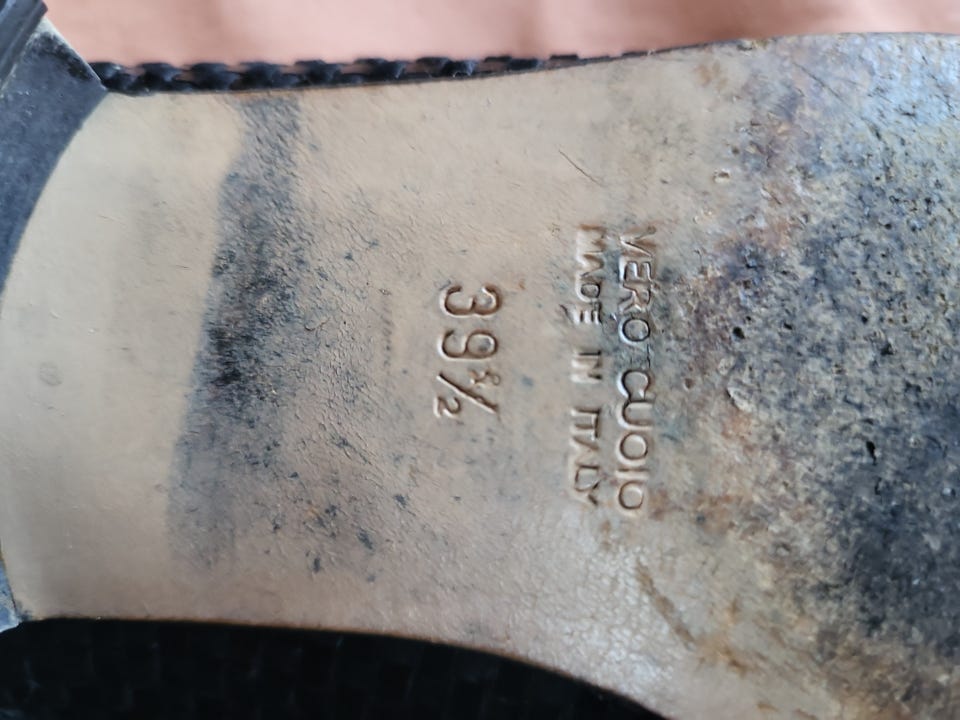 VERO CUOIO
MADE IN ITALY
39½